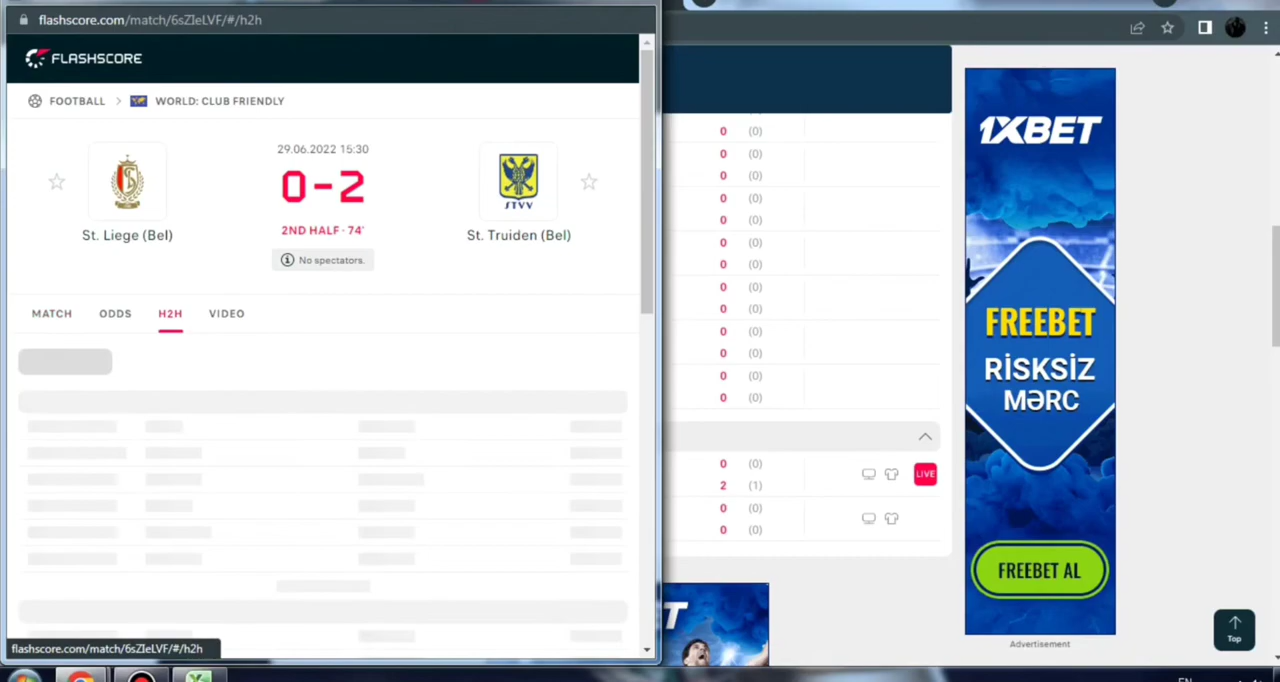 flashscore.com/match/6sZIeLVF/#/h2h
FLASHSCORE
FOOTBALL > WORLD: CLUB FRIENDLY
29.06.2022 15:30
0-2
2ND HALF · 74'
No spectators.
St. Liege (Bel)
STVV
St. Truiden (Bel)
MATCH ODDS H2H VIDEO
flashscore.com/match/6sZIeLVF/#/h2h
0 (0)
0 (0)
0 (0)
0 (0)
0 (0)
0 (0)
0 (0)
0 (0)
0 (0)
0 (0)
0 (0)
0 (0)
0 (0)
0 (0)
2 (1)
LIVE
0 (0)
0 (0)
1XBET
FREEBET
RİSKSİZ
MƏRC
FREEBET AL
Advertisement
Top
EN